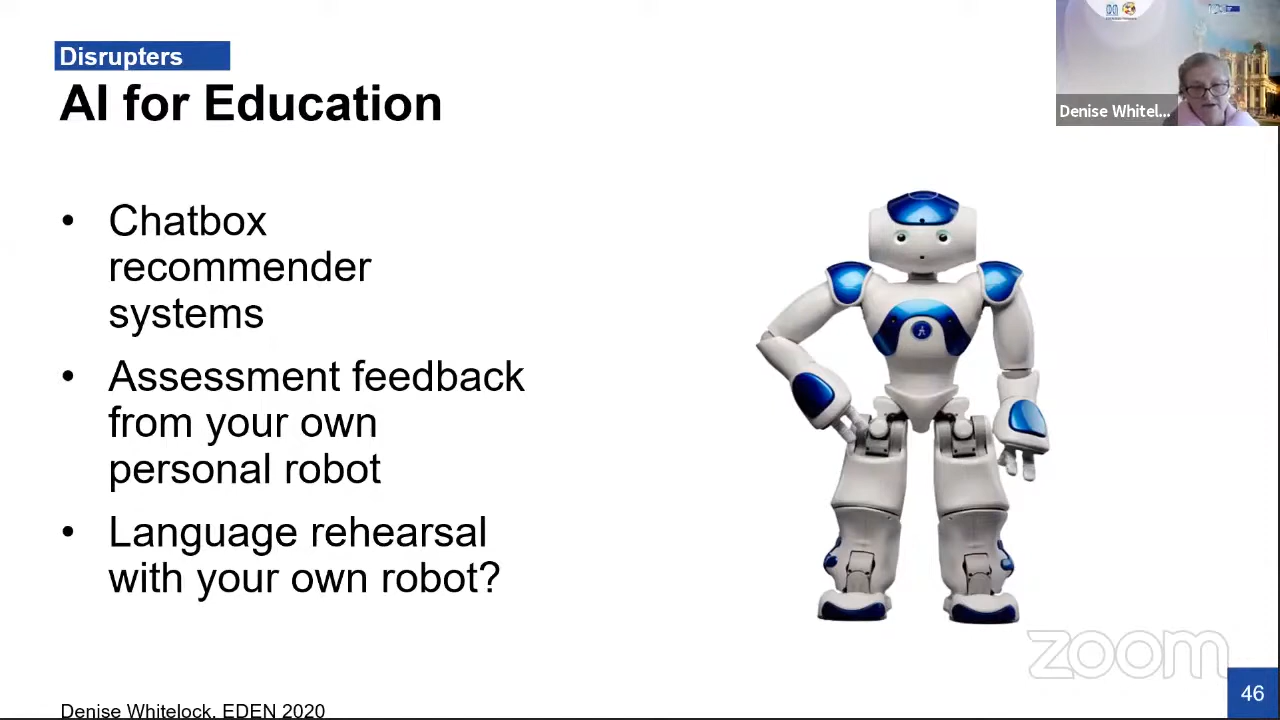 Disrupters
AI for Education
Denise Whitel...
• Chatbox
recommender
systems
• Assessment feedback
from your own
personal robot
• Language rehearsal
with your own robot?
zoom
46
Denise Whitelock, EDEN 2020